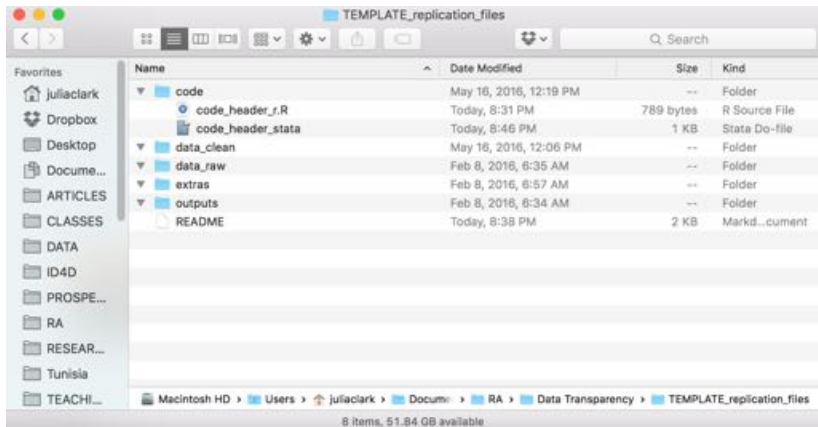 TEMPLATE_replication_files
Search
Favorites
Name Date Modified Size Kind
juliaclark
Dropbox
Desktop
Docume...
ARTICLES
CLASSES
DATA
ID4D
PROSPE...
RA
RESEAR...
Tunisia
TEACHI...
code May 16, 2016, 12:19 PM -- Folder
code_header_r.R Today, 8:31 PM 789 bytes R Source File
code_header_stata Today, 8:46 PM 1 KB Stata Do-file
data_clean May 16, 2016, 12:06 PM -- Folder
data_raw Feb 8, 2016, 6:35 AM -- Folder
extras Feb 8, 2016, 6:57 AM -- Folder
outputs Feb 8, 2016, 6:34 AM -- Folder
README Today, 8:38 PM 2 KB Markd...cument
Macintosh HD Users juliaclark Docume RA Data Transparency TEMPLATE_replication_files
8 items, 51.84 GB available